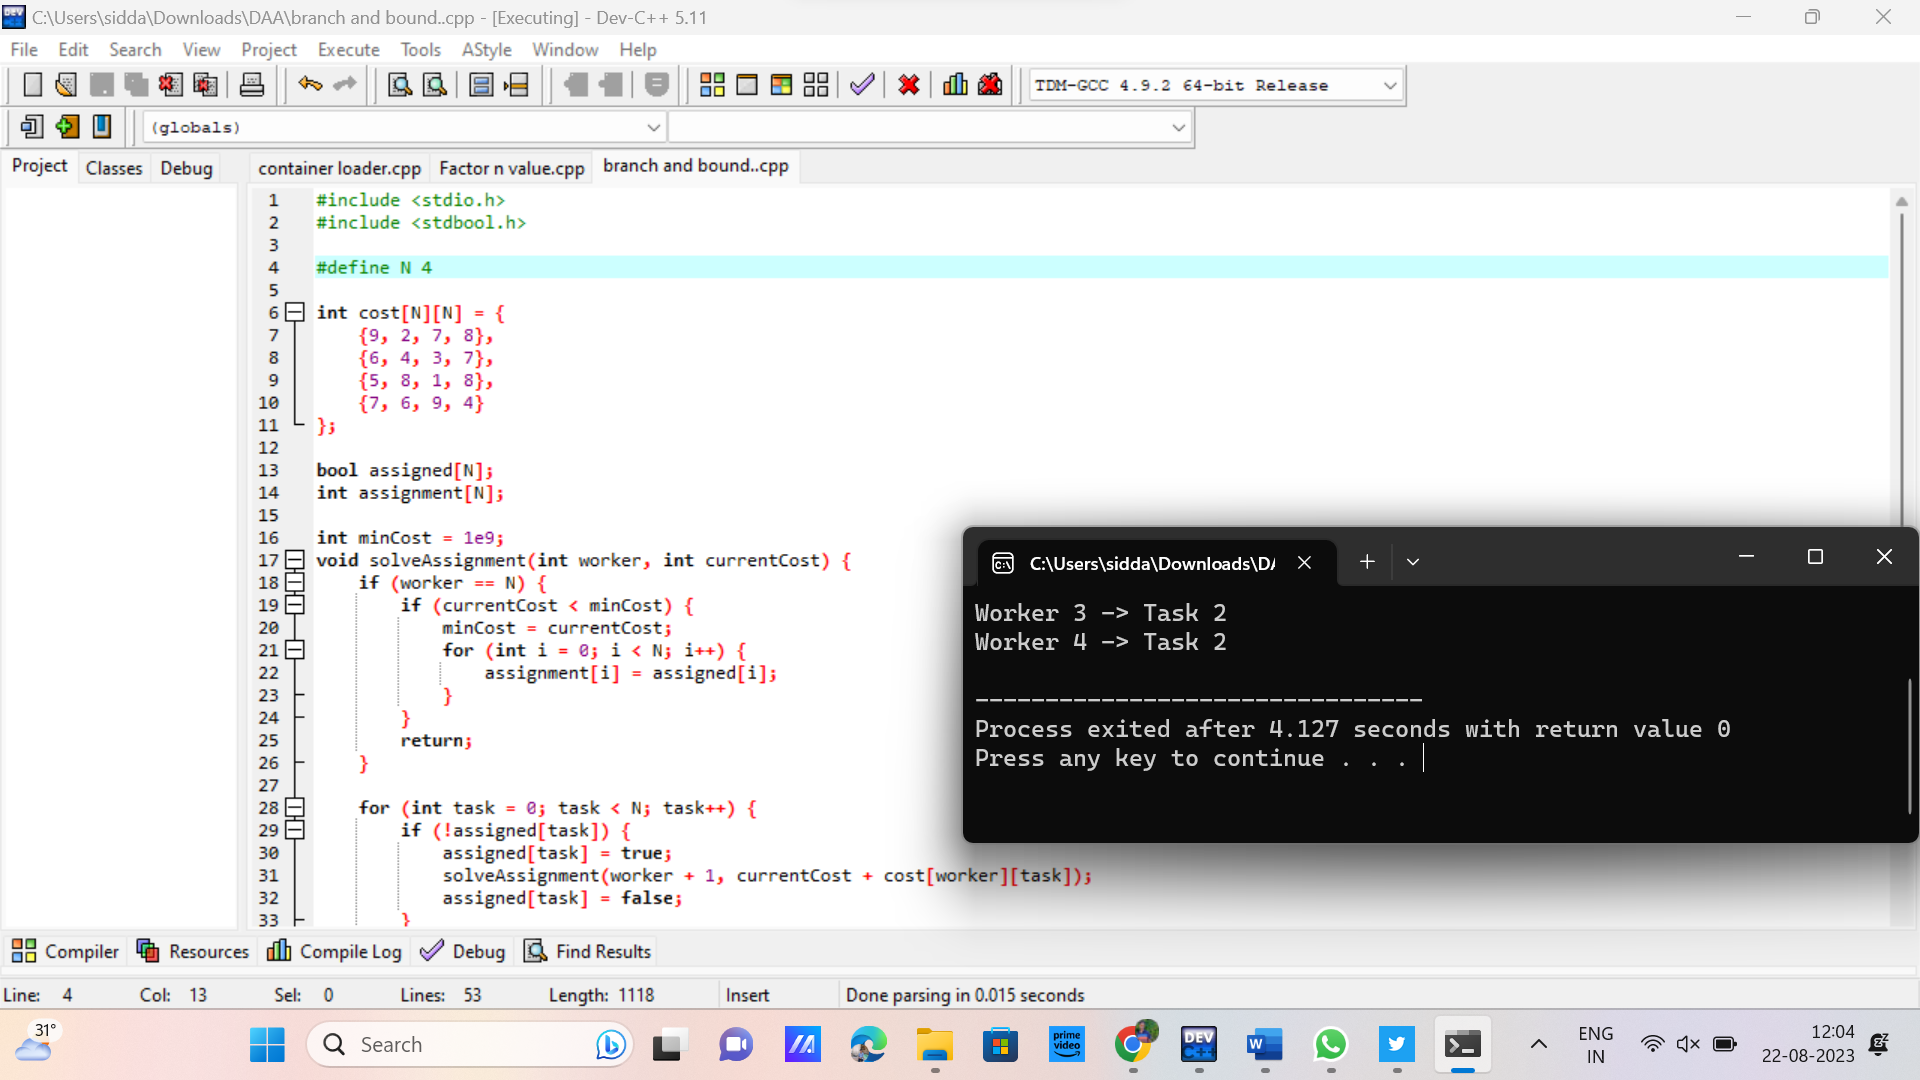 C:\Users\sidda\Downloads\DAA\branch and bound..cpp - [Executing] - Dev-C++ 5.11
File Edit Search View Project Execute Tools AStyle Window Help
TDM-GCC 4.9.2 64-bit Release
(globals)
Project Classes Debug
container loader.cpp Factor n value.cpp branch and bound..cpp
1 #include <stdio.h>
2 #include <stdbool.h>
3
4 #define N 4
5
6 int cost[N][N] = {
7 {9, 2, 7, 8},
8 {6, 4, 3, 7},
9 {5, 8, 1, 8},
10 {7, 6, 9, 4}
11 };
12
13 bool assigned[N];
14 int assignment[N];
15
16 int minCost = 1e9;
17 void solveAssignment(int worker, int currentCost) {
18 if (worker == N) {
19 if (currentCost < minCost) {
20 minCost = currentCost;
21 for (int i = 0; i < N; i++) {
22 assignment[i] = assigned[i];
23 }
24 }
25 return;
26 }
27
28 for (int task = 0; task < N; task++) {
29 if (!assigned[task]) {
30 assigned[task] = true;
31 solveAssignment(worker + 1, currentCost + cost[worker][task]);
32 assigned[task] = false;
33 }
C:\Users\sidda\Downloads\DA
Worker 3 -> Task 2
Worker 4 -> Task 2
--------------------------------
Process exited after 4.127 seconds with return value 0
Press any key to continue . . .
Compiler Resources Compile Log Debug Find Results
Line: 4 Col: 13 Sel: 0 Lines: 53 Length: 1118 Insert Done parsing in 0.015 seconds
31°
Search
prime video
DEV C++
W
ENG
IN
12:04
22-08-2023